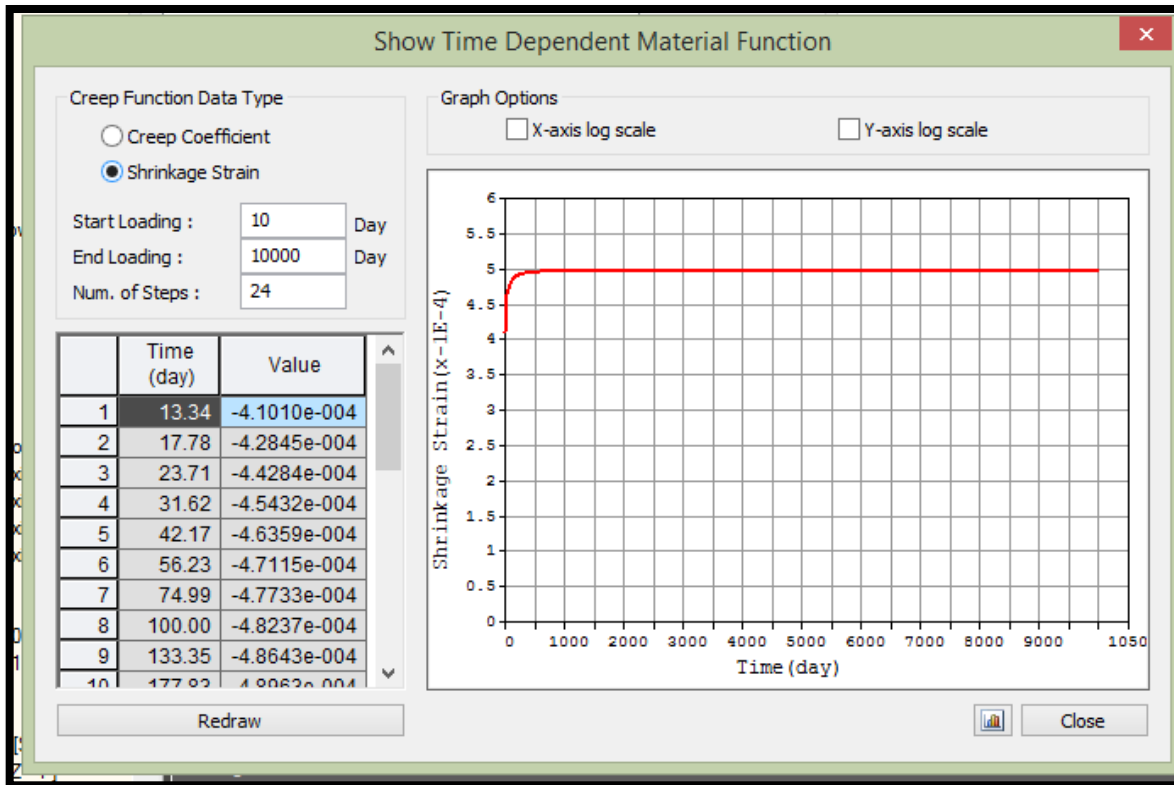 Show Time Dependent Material Function
Creep Function Data Type
Creep Coefficient
Shrinkage Strain
Start Loading : 10 Day
End Loading : 10000 Day
Num. of Steps : 24
Time (day) Value
1 13.34 -4.1010e-004
2 17.78 -4.2845e-004
3 23.71 -4.4284e-004
4 31.62 -4.5432e-004
5 42.17 -4.6359e-004
6 56.23 -4.7115e-004
7 74.99 -4.7733e-004
8 100.00 -4.8237e-004
9 133.35 -4.8643e-004
10 177.83 -4.8963e-004
Redraw
Graph Options
X-axis log scale Y-axis log scale
6
5.5
5
4.5
4
3.5
3
2.5
2
1.5
1
0.5
0
Shrinkage Strain(x-1E-4)
0 1000 2000 3000 4000 5000 6000 7000 8000 9000 1050
Time(day)
Close